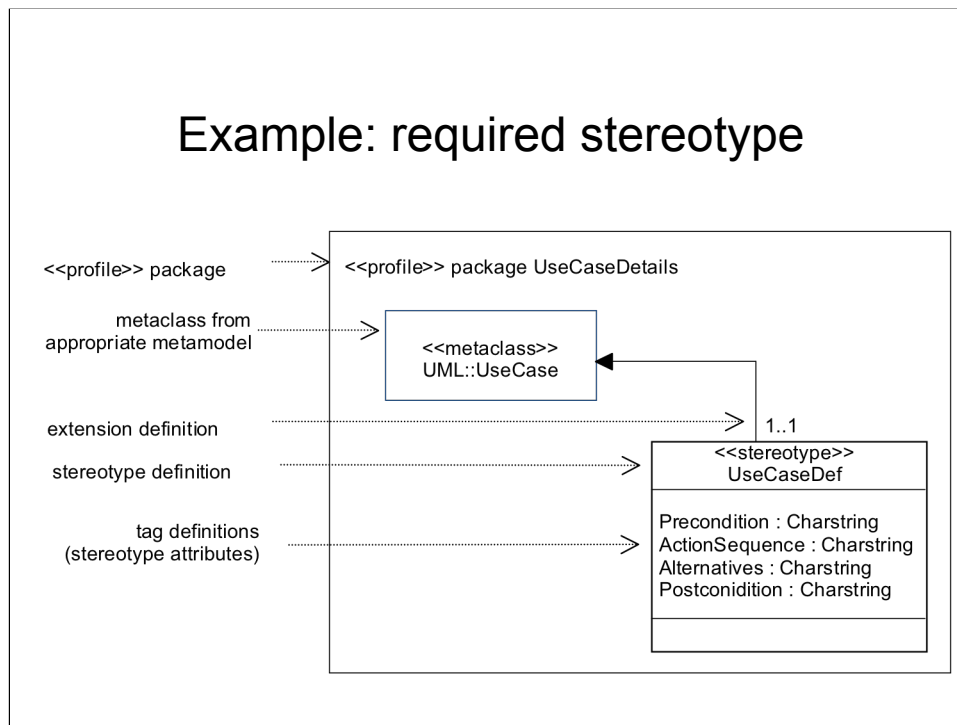 Example: required stereotype
<<profile>> package
<<profile>> package UseCaseDetails
metaclass from
appropriate metamodel
<<metaclass>>
UML::UseCase
extension definition
1..1
stereotype definition
<<stereotype>>
UseCaseDef
tag definitions
(stereotype attributes)
Precondition : Charstring
ActionSequence : Charstring
Alternatives : Charstring
Postconidition : Charstring